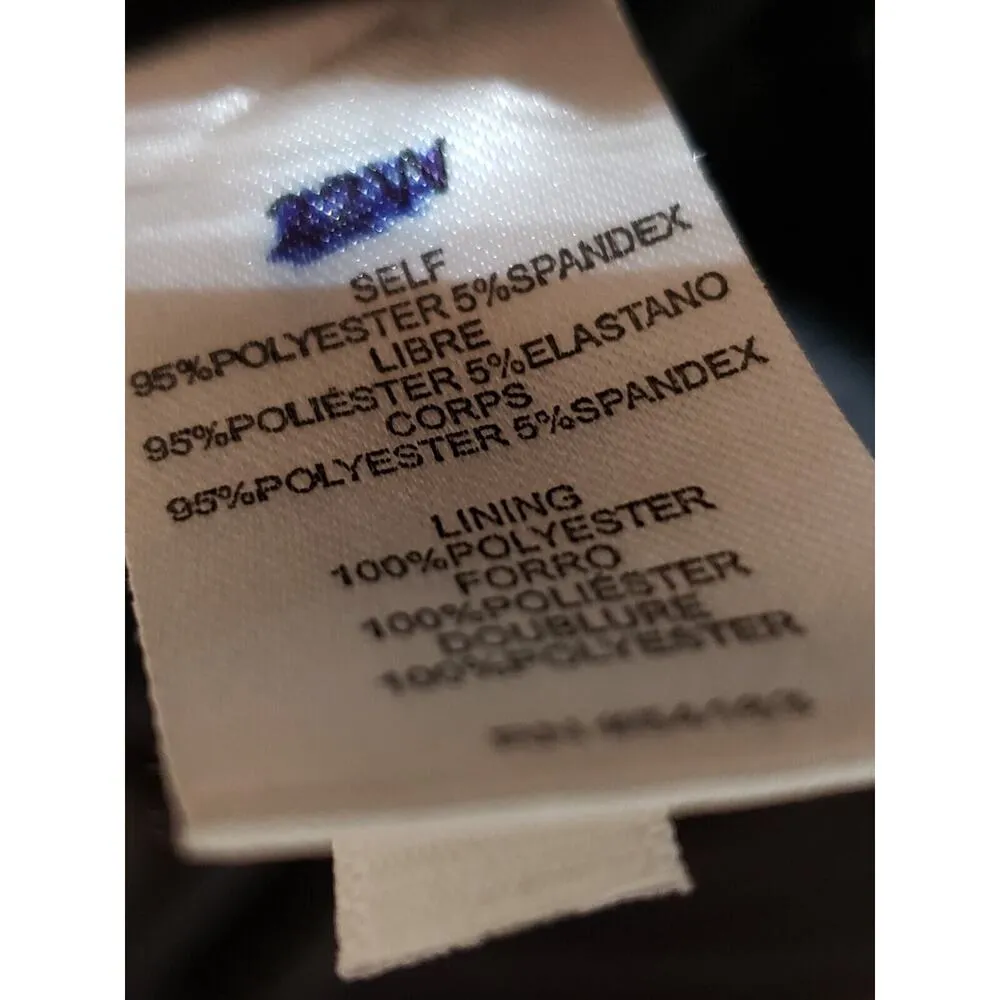 SELF
95%POLYESTER 5%SPANDEX
LIBRE
95%POLIÉSTER 5%ELASTANO
CORPS
95%POLYESTER 5%SPANDEX
LINING
100%POLYESTER
FORRO
100%POLIÉSTER
DOUBLURE
100%POLYESTER